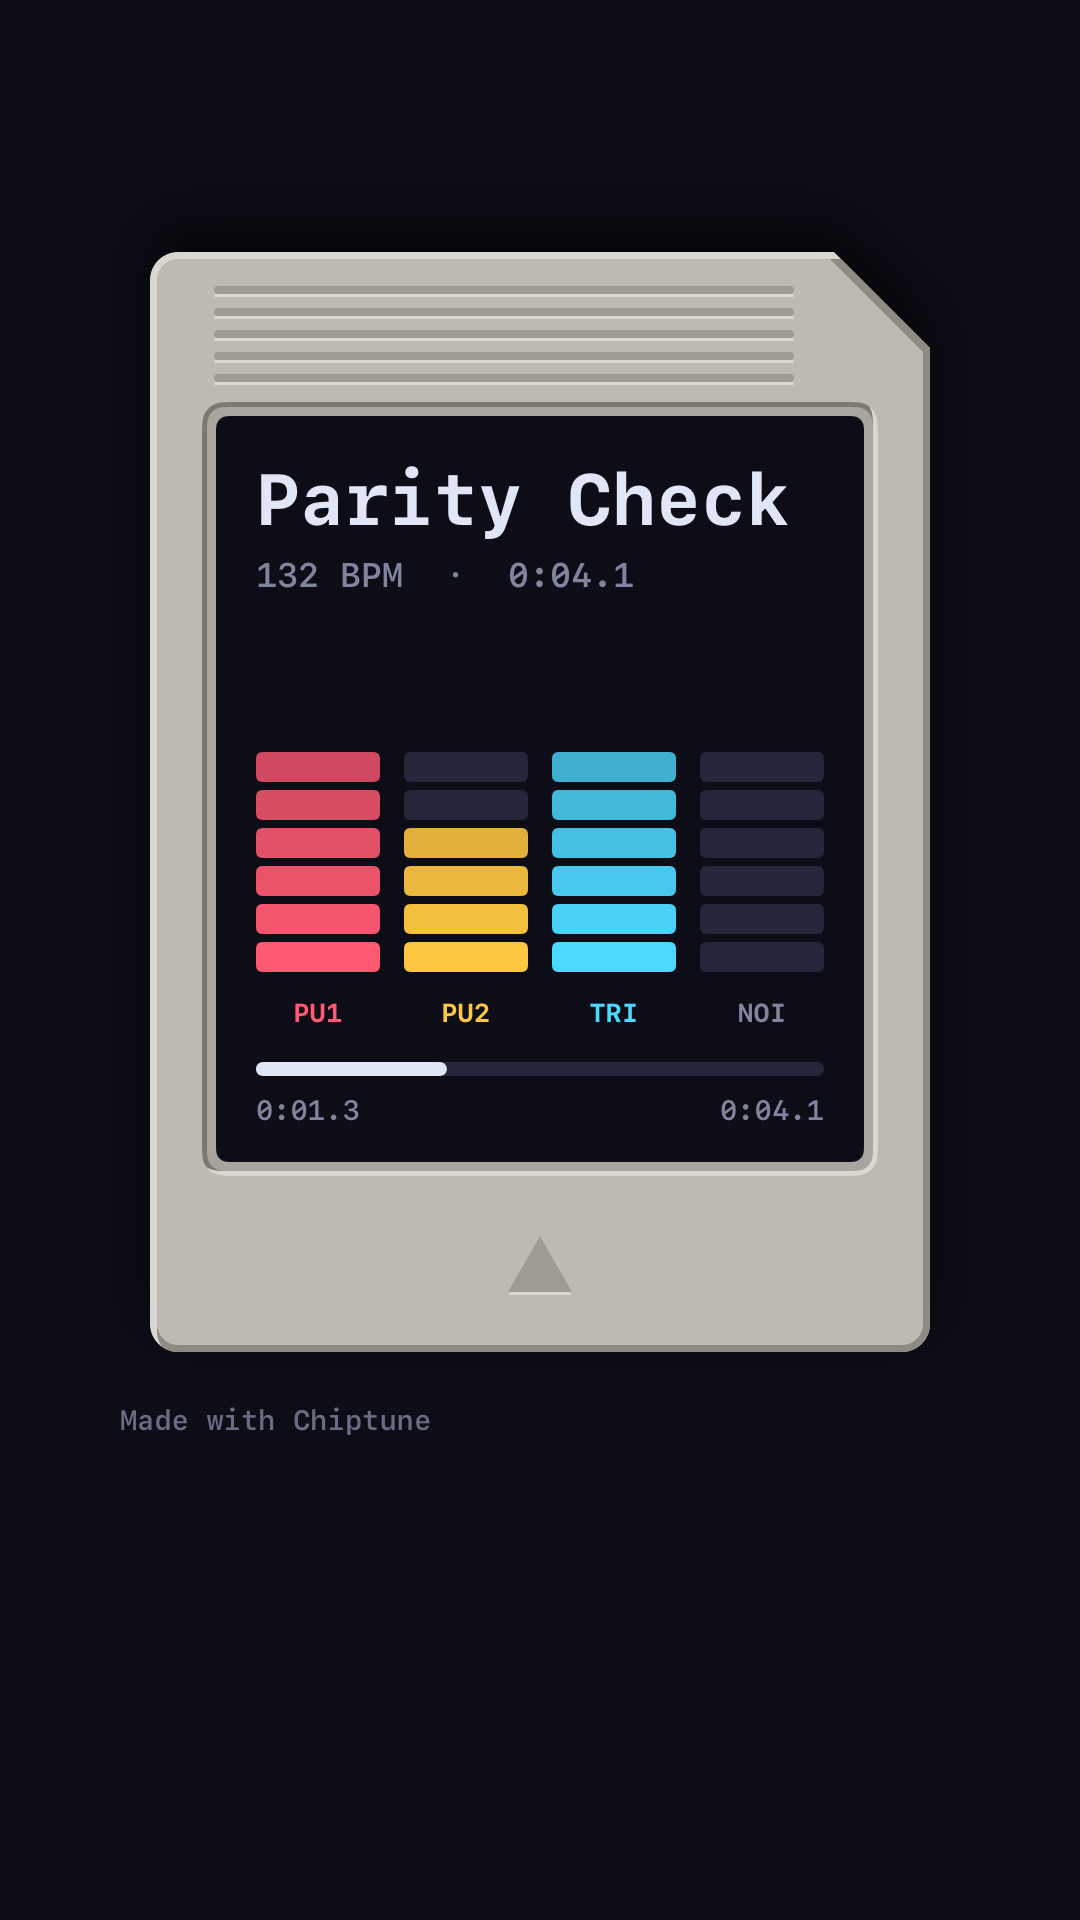 Parity Check
132 BPM · 0:04.1
PU1 PU2 TRI NOI
0:01.3 0:04.1
Made with Chiptune